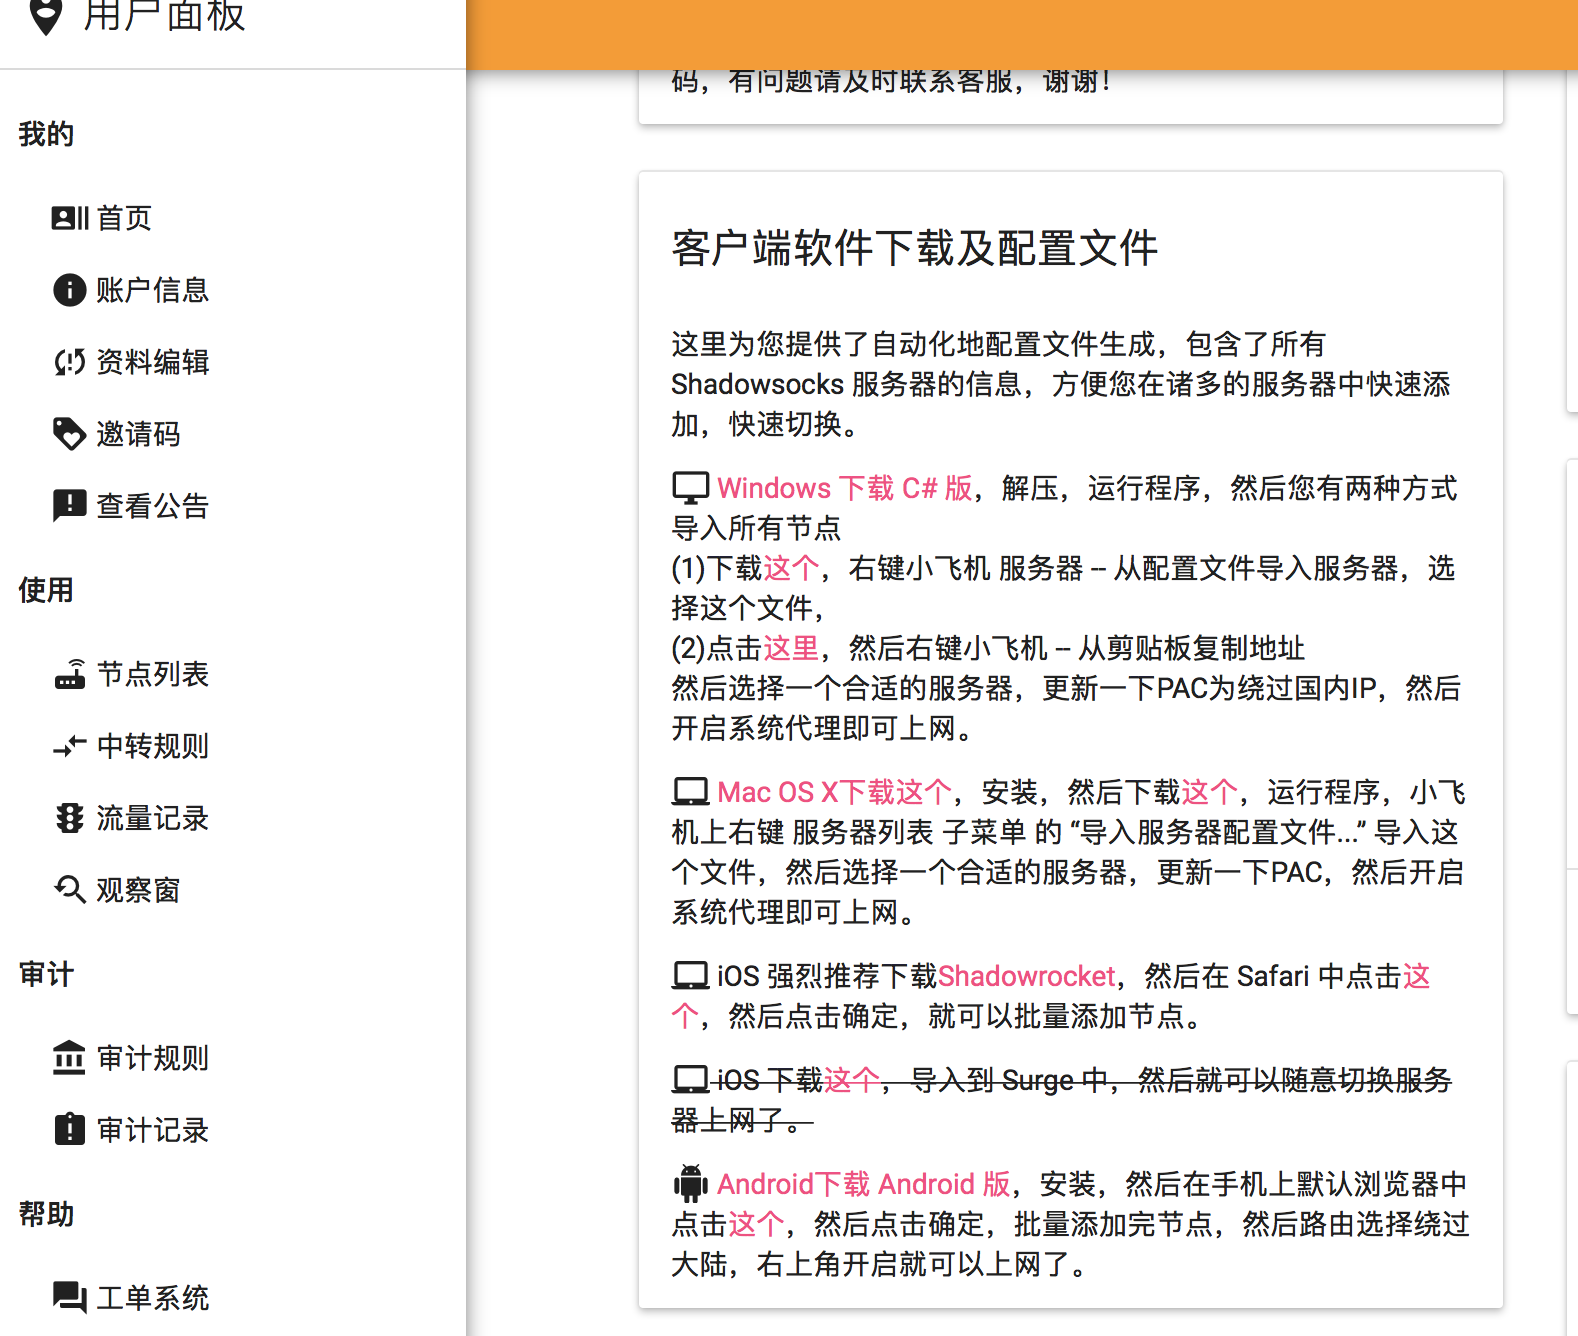 用户面板
我的
首页
账户信息
资料编辑
邀请码
查看公告
使用
节点列表
中转规则
流量记录
观察窗
审计
审计规则
审计记录
帮助
工单系统
码，有问题请及时联系客服，谢谢！
客户端软件下载及配置文件
这里为您提供了自动化地配置文件生成，包含了所有
Shadowsocks 服务器的信息，方便您在诸多的服务器中快速添
加，快速切换。
Windows 下载 C# 版，解压，运行程序，然后您有两种方式
导入所有节点
(1)下载这个，右键小飞机 服务器 -- 从配置文件导入服务器，选
择这个文件，
(2)点击这里，然后右键小飞机 -- 从剪贴板复制地址
然后选择一个合适的服务器，更新一下PAC为绕过国内IP，然后
开启系统代理即可上网。
Mac OS X下载这个，安装，然后下载这个，运行程序，小飞
机上右键 服务器列表 子菜单 的 “导入服务器配置文件...” 导入这
个文件，然后选择一个合适的服务器，更新一下PAC，然后开启
系统代理即可上网。
iOS 强烈推荐下载Shadowrocket，然后在 Safari 中点击这
个，然后点击确定，就可以批量添加节点。
iOS 下载这个，导入到 Surge 中，然后就可以随意切换服务
器上网了。
Android下载 Android 版，安装，然后在手机上默认浏览器中
点击这个，然后点击确定，批量添加完节点，然后路由选择绕过
大陆，右上角开启就可以上网了。